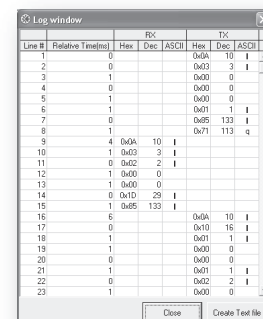 Log window
RX TX
Line # Relative Time(ms) Hex Dec ASCII Hex Dec ASCII
1 0 0x0A 10 I
2 0 0x03 3 I
3 1 0x00 0
4 0 0x00 0
5 1 0x00 0
6 0 0x01 1 I
7 0 0x85 133 I
8 1 0x71 113 q
9 4 0x0A 10 I
10 1 0x03 3 I
11 0 0x02 2 I
12 1 0x00 0
13 1 0x00 0
14 0 0x1D 29 I
15 1 0x85 133 I
16 6 0x0A 10 I
17 0 0x10 16 I
18 1 0x01 1 I
19 1 0x00 0
20 0 0x00 0
21 1 0x01 1 I
22 0 0x02 2 I
23 1 0x00 0
Close Create Text file